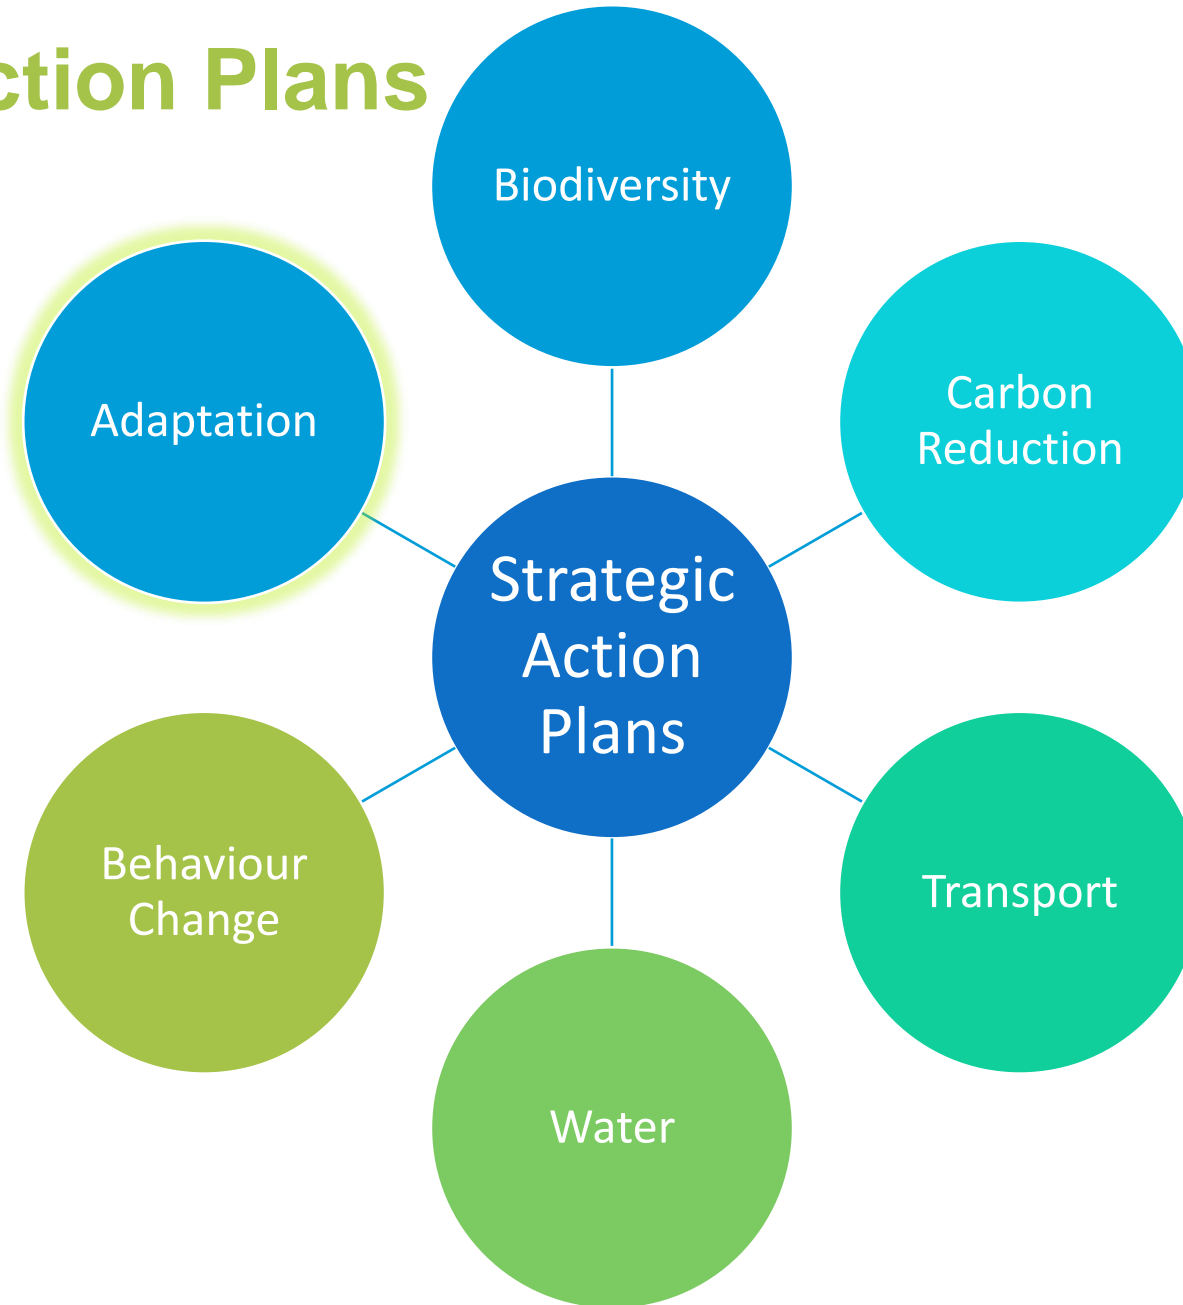 ction Plans
Biodiversity
Adaptation
Carbon
Reduction
Strategic
Action
Plans
Behaviour
Change
Transport
Water